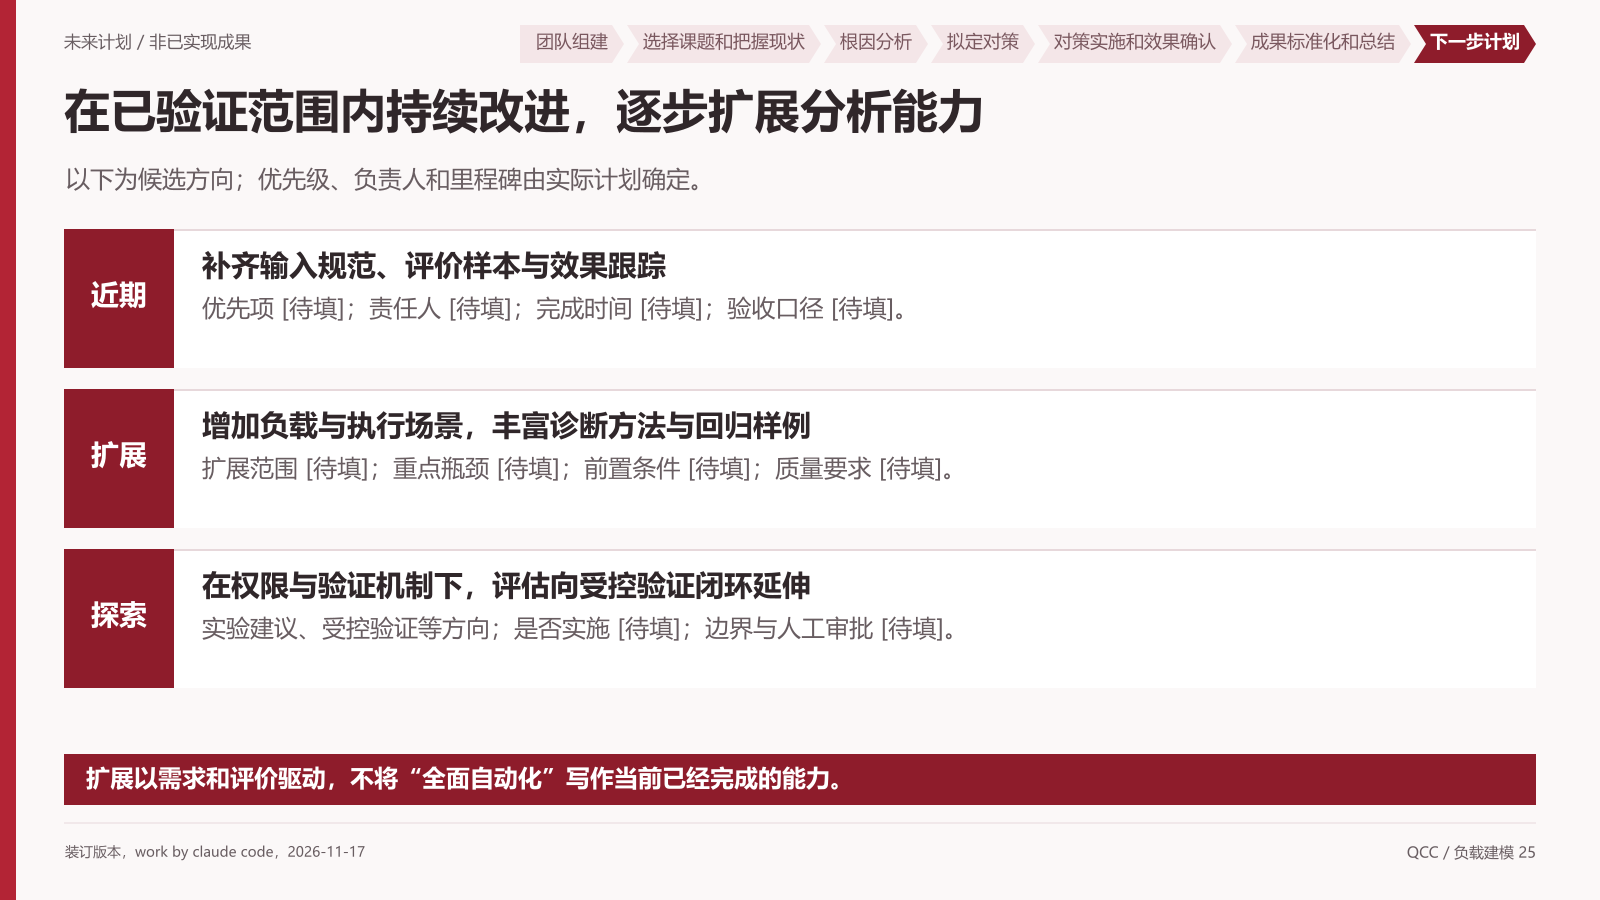 未来计划 / 非已实现成果
团队组建
选择课题和把握现状
根因分析
拟定对策
对策实施和效果确认
成果标准化和总结
下一步计划
在已验证范围内持续改进，逐步扩展分析能力
以下为候选方向；优先级、负责人和里程碑由实际计划确定。
近期
补齐输入规范、评价样本与效果跟踪
优先项 [待填]；责任人 [待填]；完成时间 [待填]；验收口径 [待填]。
扩展
增加负载与执行场景，丰富诊断方法与回归样例
扩展范围 [待填]；重点瓶颈 [待填]；前置条件 [待填]；质量要求 [待填]。
探索
在权限与验证机制下，评估向受控验证闭环延伸
实验建议、受控验证等方向；是否实施 [待填]；边界与人工审批 [待填]。
扩展以需求和评价驱动，不将“全面自动化”写作当前已经完成的能力。
装订版本，work by claude code，2026-11-17
QCC / 负载建模 25